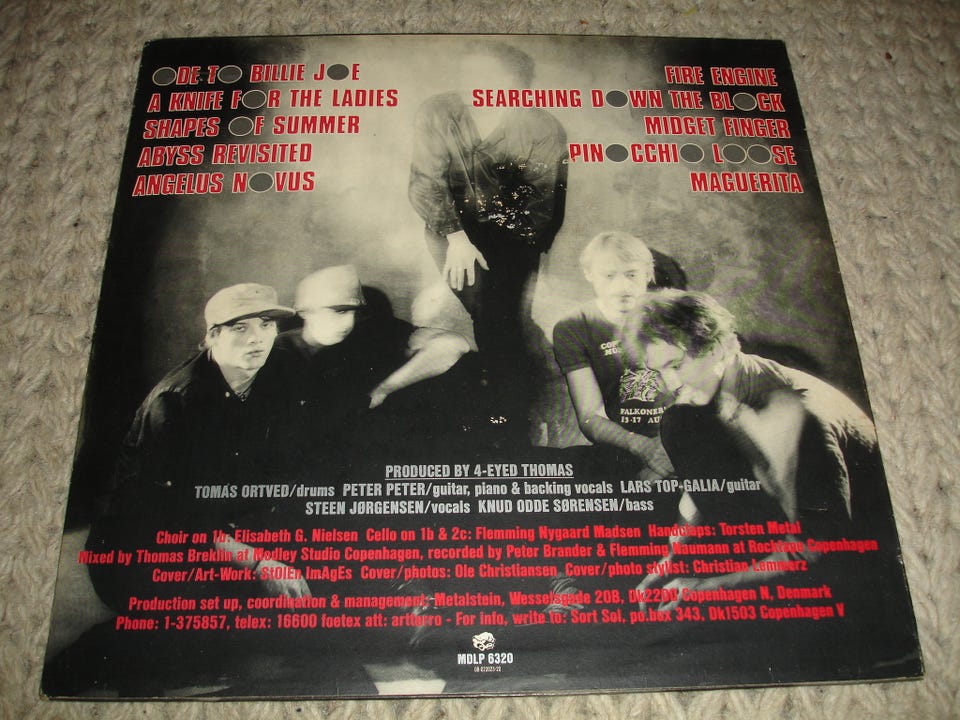 ODE TO BILLIE JOE
A KNIFE FOR THE LADIES
SHAPES OF SUMMER
ABYSS REVISITED
ANGELUS NOVUS
FIRE ENGINE
SEARCHING DOWN THE BLOCK
MIDGET FINGER
PINOCCHIO LOOSE
MAGUERITA
FALKONER
13-17 AU
PRODUCED BY 4-EYED THOMAS
TOMAS ORTVED/drums PETER PETER/guitar, piano & backing vocals LARS TOP-GALIA/guitar
STEEN JØRGENSEN/vocals KNUD ODDE SØRENSEN/bass
Choir on 1b: Elisabeth G. Nielsen Cello on 1b & 2c: Flemming Nygaard Madsen Handclaps: Torsten Metal
Mixed by Thomas Breklin at Medley Studio Copenhagen, recorded by Peter Brander & Flemming Naumann at Rocktape Copenhagen
Cover/Art-Work: StOlEn ImAgEs Cover/photos: Ole Christiansen Cover/photo stylist: Christian Lemmerz
Production set up, coordination & management: Metalstein, Wesselsgade 20B, Dk2200 Copenhagen N, Denmark
Phone: 1-375857, telex: 16600 foetex att: artterro - For info, write to: Sort Sol, po.box 343, Dk1503 Copenhagen V
MDLP 6320